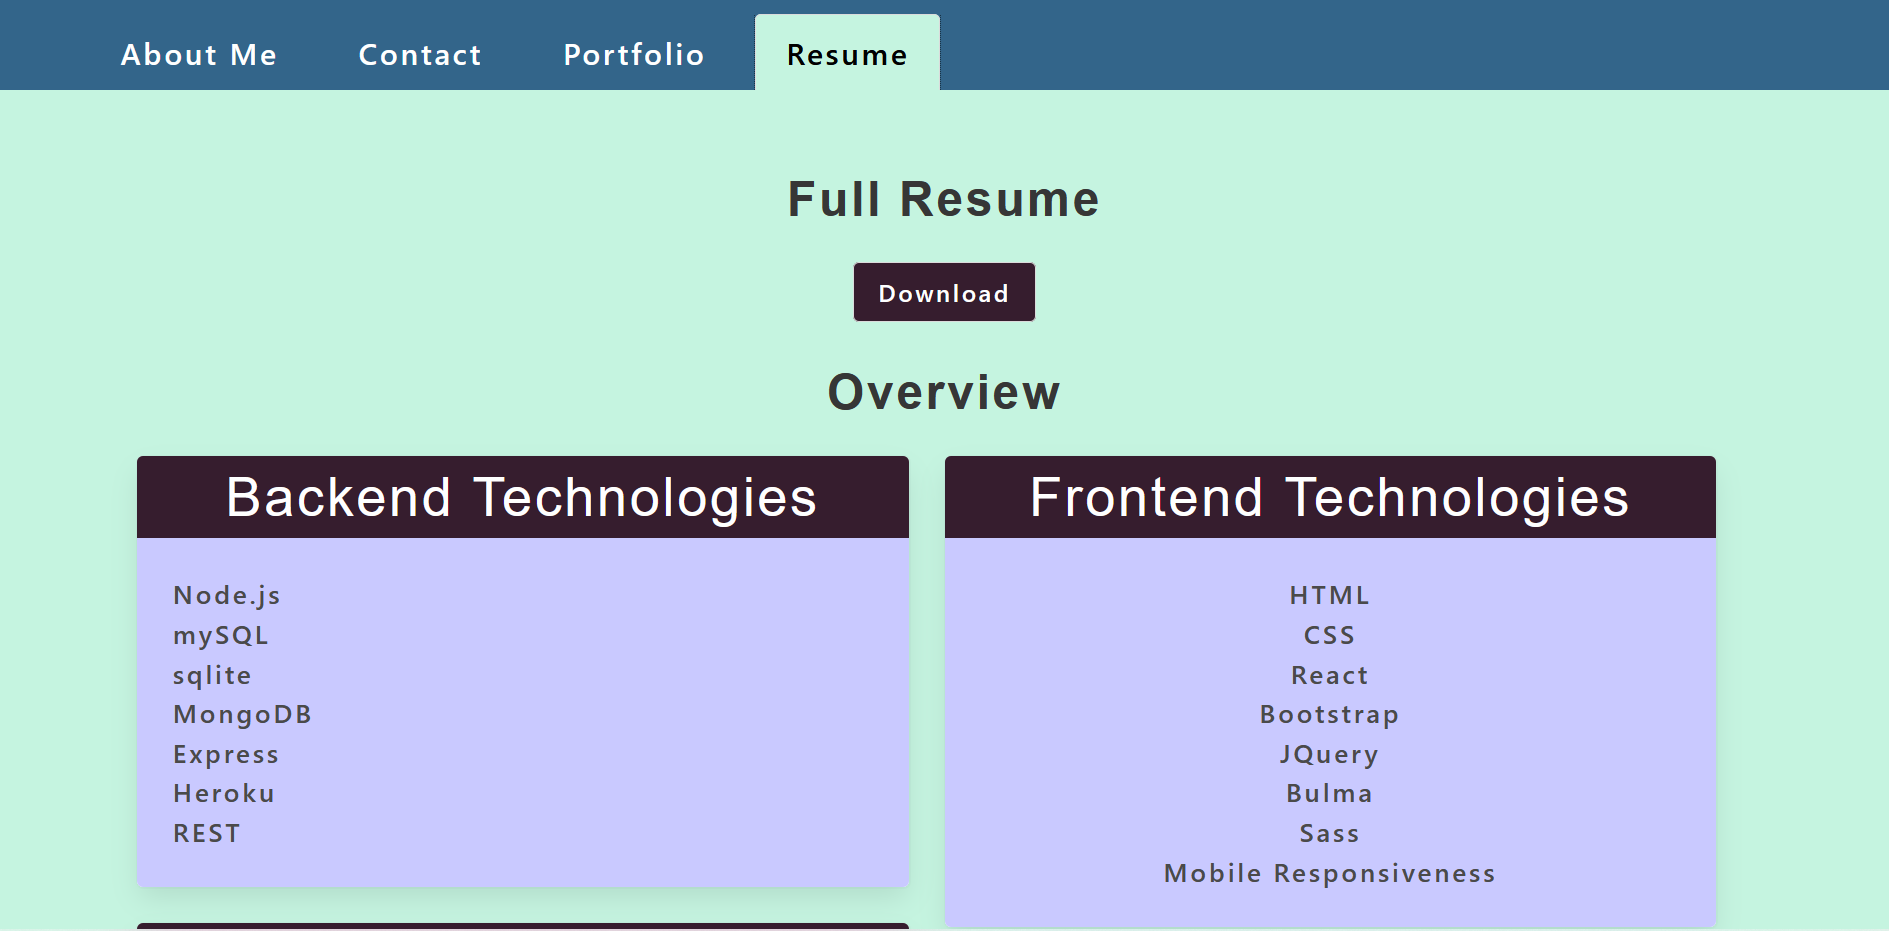 About Me Contact Portfolio Resume
Full Resume
Download
Overview
Backend Technologies
Node.js
mySQL
sqlite
MongoDB
Express
Heroku
REST
Frontend Technologies
HTML
CSS
React
Bootstrap
JQuery
Bulma
Sass
Mobile Responsiveness